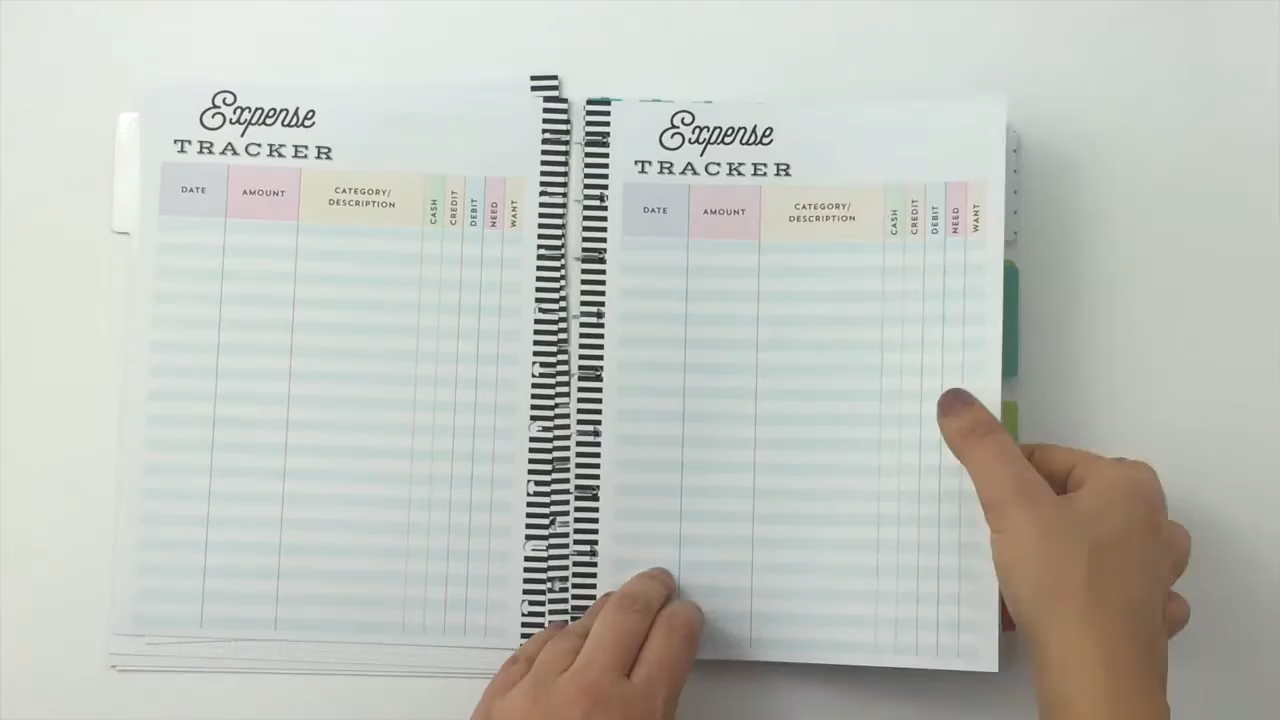 Expense
TRACKER
DATE
AMOUNT
CATEGORY/
DESCRIPTION
CASH
CREDIT
DEBIT
NEED
WANT
Expense
TRACKER
DATE
AMOUNT
CATEGORY/
DESCRIPTION
CASH
CREDIT
DEBIT
NEED
WANT